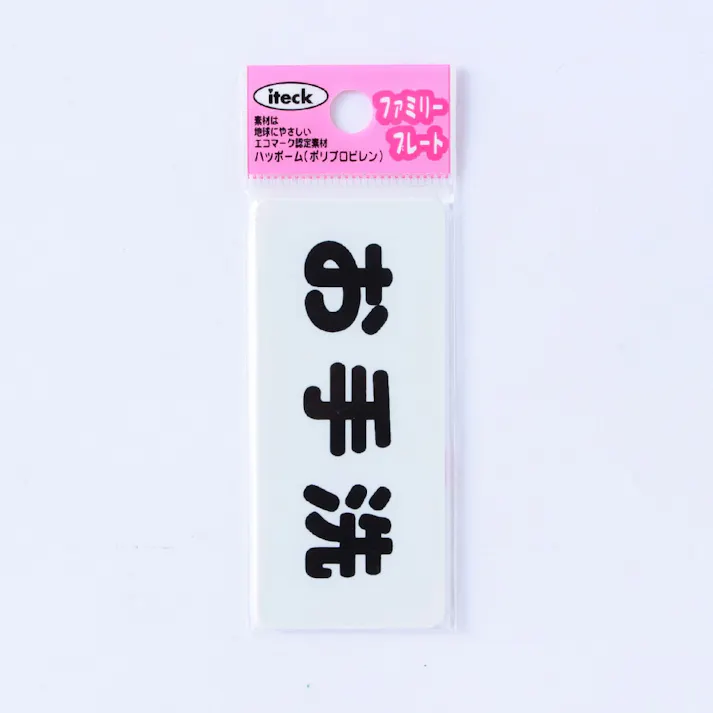 iteck
素材は
地球にやさしい
エコマーク認定素材
ハッポーム(ポリプロピレン)
ファミリー
プレート
お手洗